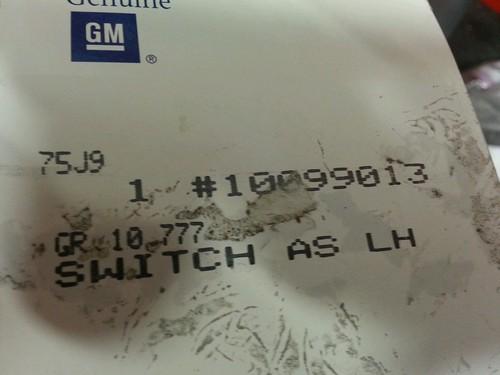 Genuine
GM ®
75J9
1 #10099013
GR 10.777
SWITCH AS LH